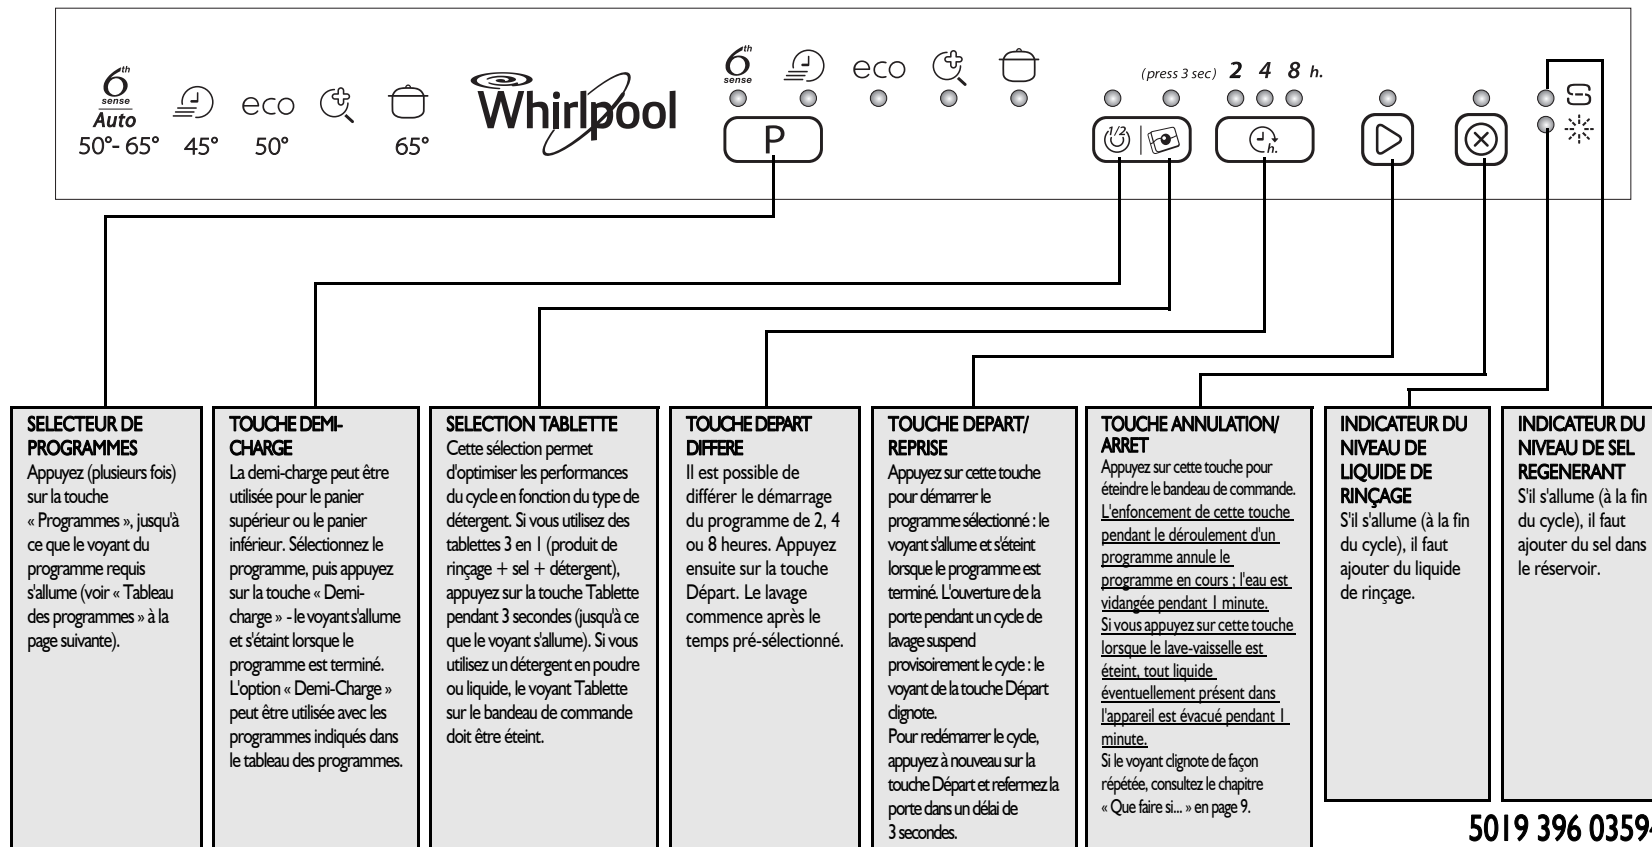 6th sense
Auto
50°- 65°
45°
eco
50°
65°
Whirlpool
6th sense
eco
P
(press 3 sec) 2 4 8 h.
1/2
h.
SELECTEUR DE
PROGRAMMES
Appuyez (plusieurs fois)
sur la touche
« Programmes », jusqu'à
ce que le voyant du
programme requis
s'allume (voir « Tableau
des programmes » à la
page suivante).
TOUCHE DEMI-
CHARGE
La demi-charge peut être
utilisée pour le panier
supérieur ou le panier
inférieur. Sélectionnez le
programme, puis appuyez
sur la touche « Demi-
charge » - le voyant s'allume
et s'étaint lorsque le
programme est terminé.
L'option « Demi-Charge »
peut être utilisée avec les
programmes indiqués dans
le tableau des programmes.
SELECTION TABLETTE
Cette sélection permet
d'optimiser les performances
du cycle en fonction du type de
détergent. Si vous utilisez des
tablettes 3 en 1 (produit de
rinçage + sel + détergent),
appuyez sur la touche Tablette
pendant 3 secondes (jusqu'à ce
que le voyant s'allume). Si vous
utilisez un détergent en poudre
ou liquide, le voyant Tablette
sur le bandeau de commande
doit être éteint.
TOUCHE DEPART
DIFFERE
Il est possible de
différer le démarrage
du programme de 2, 4
ou 8 heures. Appuyez
ensuite sur la touche
Départ. Le lavage
commence après le
temps pré-sélectionné.
TOUCHE DEPART/
REPRISE
Appuyez sur cette touche
pour démarrer le
programme sélectionné : le
voyant s'allume et s'éteint
lorsque le programme est
terminé. L'ouverture de la
porte pendant un cycle de
lavage suspend
provisoirement le cycle : le
voyant de la touche Départ
clignote.
Pour redémarrer le cycle,
appuyez à nouveau sur la
touche Départ et refermez la
porte dans un délai de
3 secondes.
TOUCHE ANNULATION/
ARRET
Appuyez sur cette touche pour
éteindre le bandeau de commande.
L'enfoncement de cette touche
pendant le déroulement d'un
programme annule le
programme en cours ; l'eau est
vidangée pendant 1 minute.
Si vous appuyez sur cette touche
lorsque le lave-vaisselle est
éteint, tout liquide
éventuellement présent dans
l'appareil est évacué pendant 1
minute.
Si le voyant clignote de façon
répétée, consultez le chapitre
« Que faire si... » en page 9.
INDICATEUR DU
NIVEAU DE
LIQUIDE DE
RINÇAGE
S'il s'allume (à la fin
du cycle), il faut
ajouter du liquide
de rinçage.
INDICATEUR DU
NIVEAU DE SEL
REGENERANT
S'il s'allume (à la fin
du cycle), il faut
ajouter du sel dans
le réservoir.
5019 396 0359